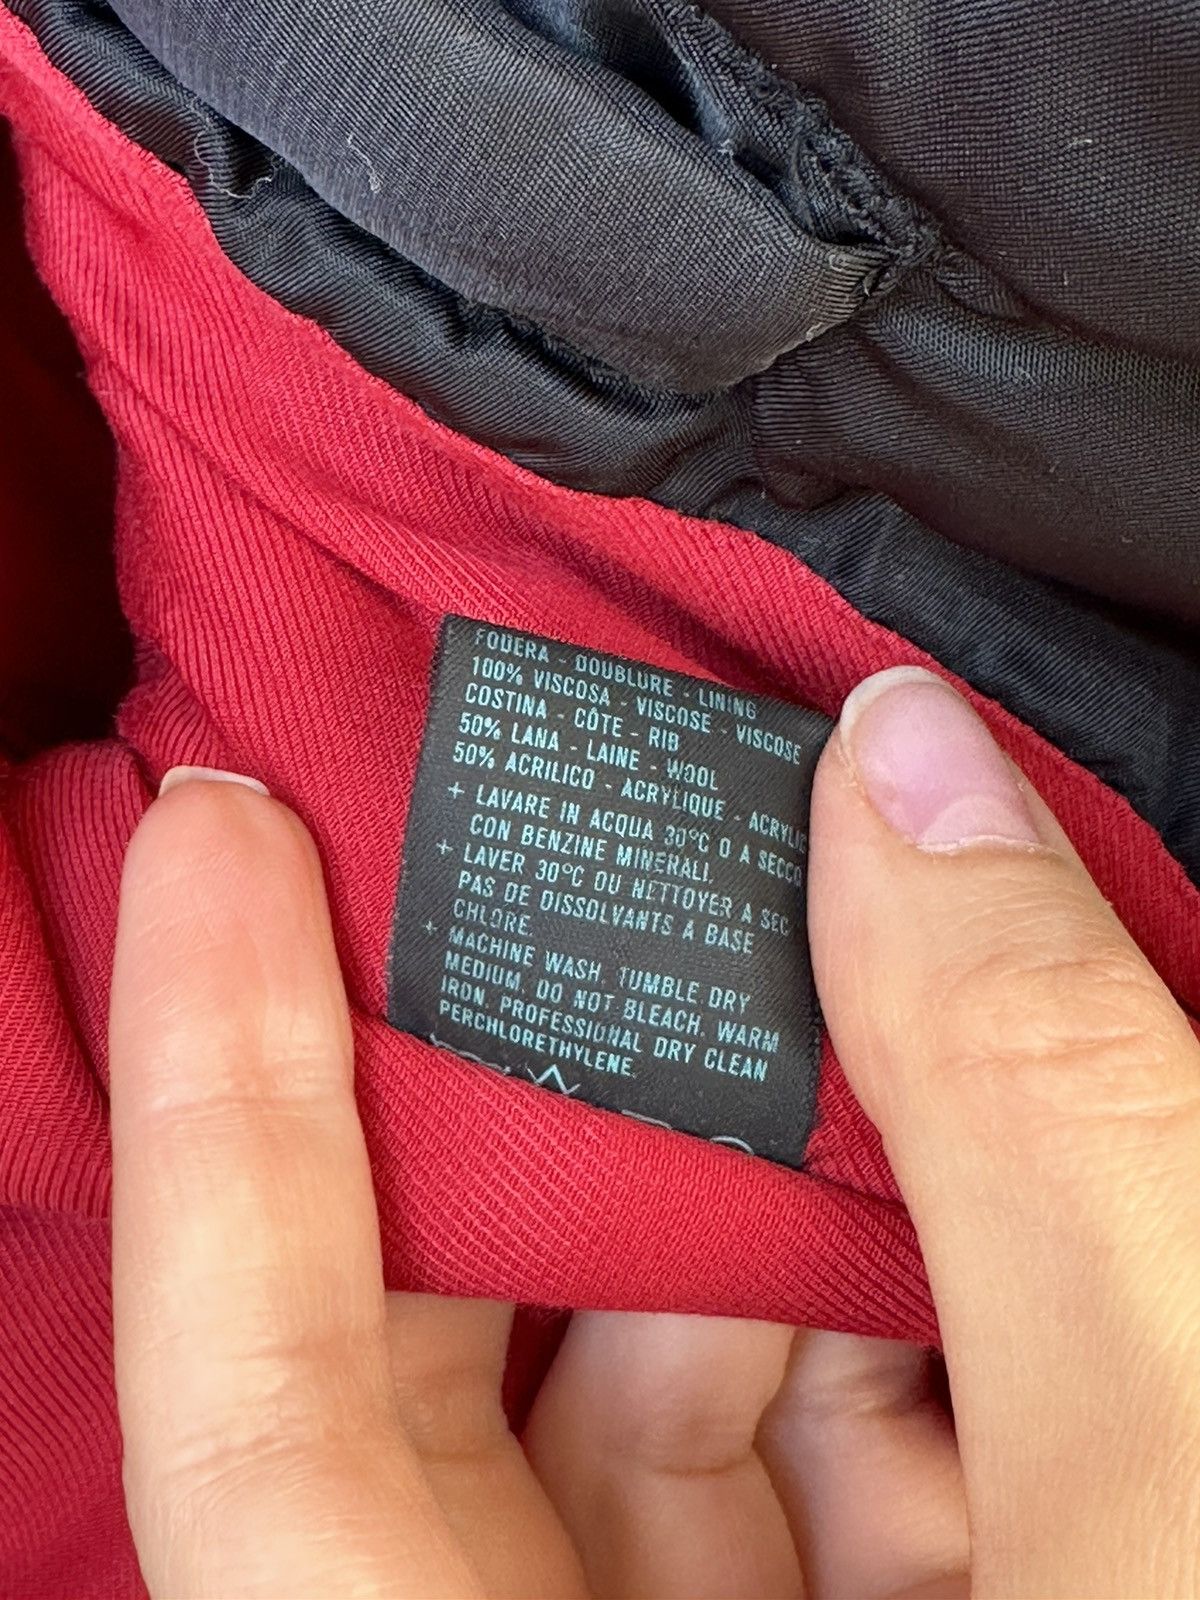 FODERA - DOUBLURE - LINING
100% VISCOSA - VISCOSE - VISCOSE
COSTINA - CÔTE - RIB
50% LANA - LAINE - WOOL
50% ACRILICO - ACRYLIQUE - ACRYLIC
+ LAVARE IN ACQUA 30°C O A SECCO
CON BENZINE MINERALI.
+ LAVER 30°C OU NETTOYER A SEC
PAS DE DISSOLVANTS A BASE
CHLORE.
+ MACHINE WASH, TUMBLE DRY
MEDIUM, DO NOT BLEACH, WARM
IRON, PROFESSIONAL DRY CLEAN
PERCHLORETHYLENE.